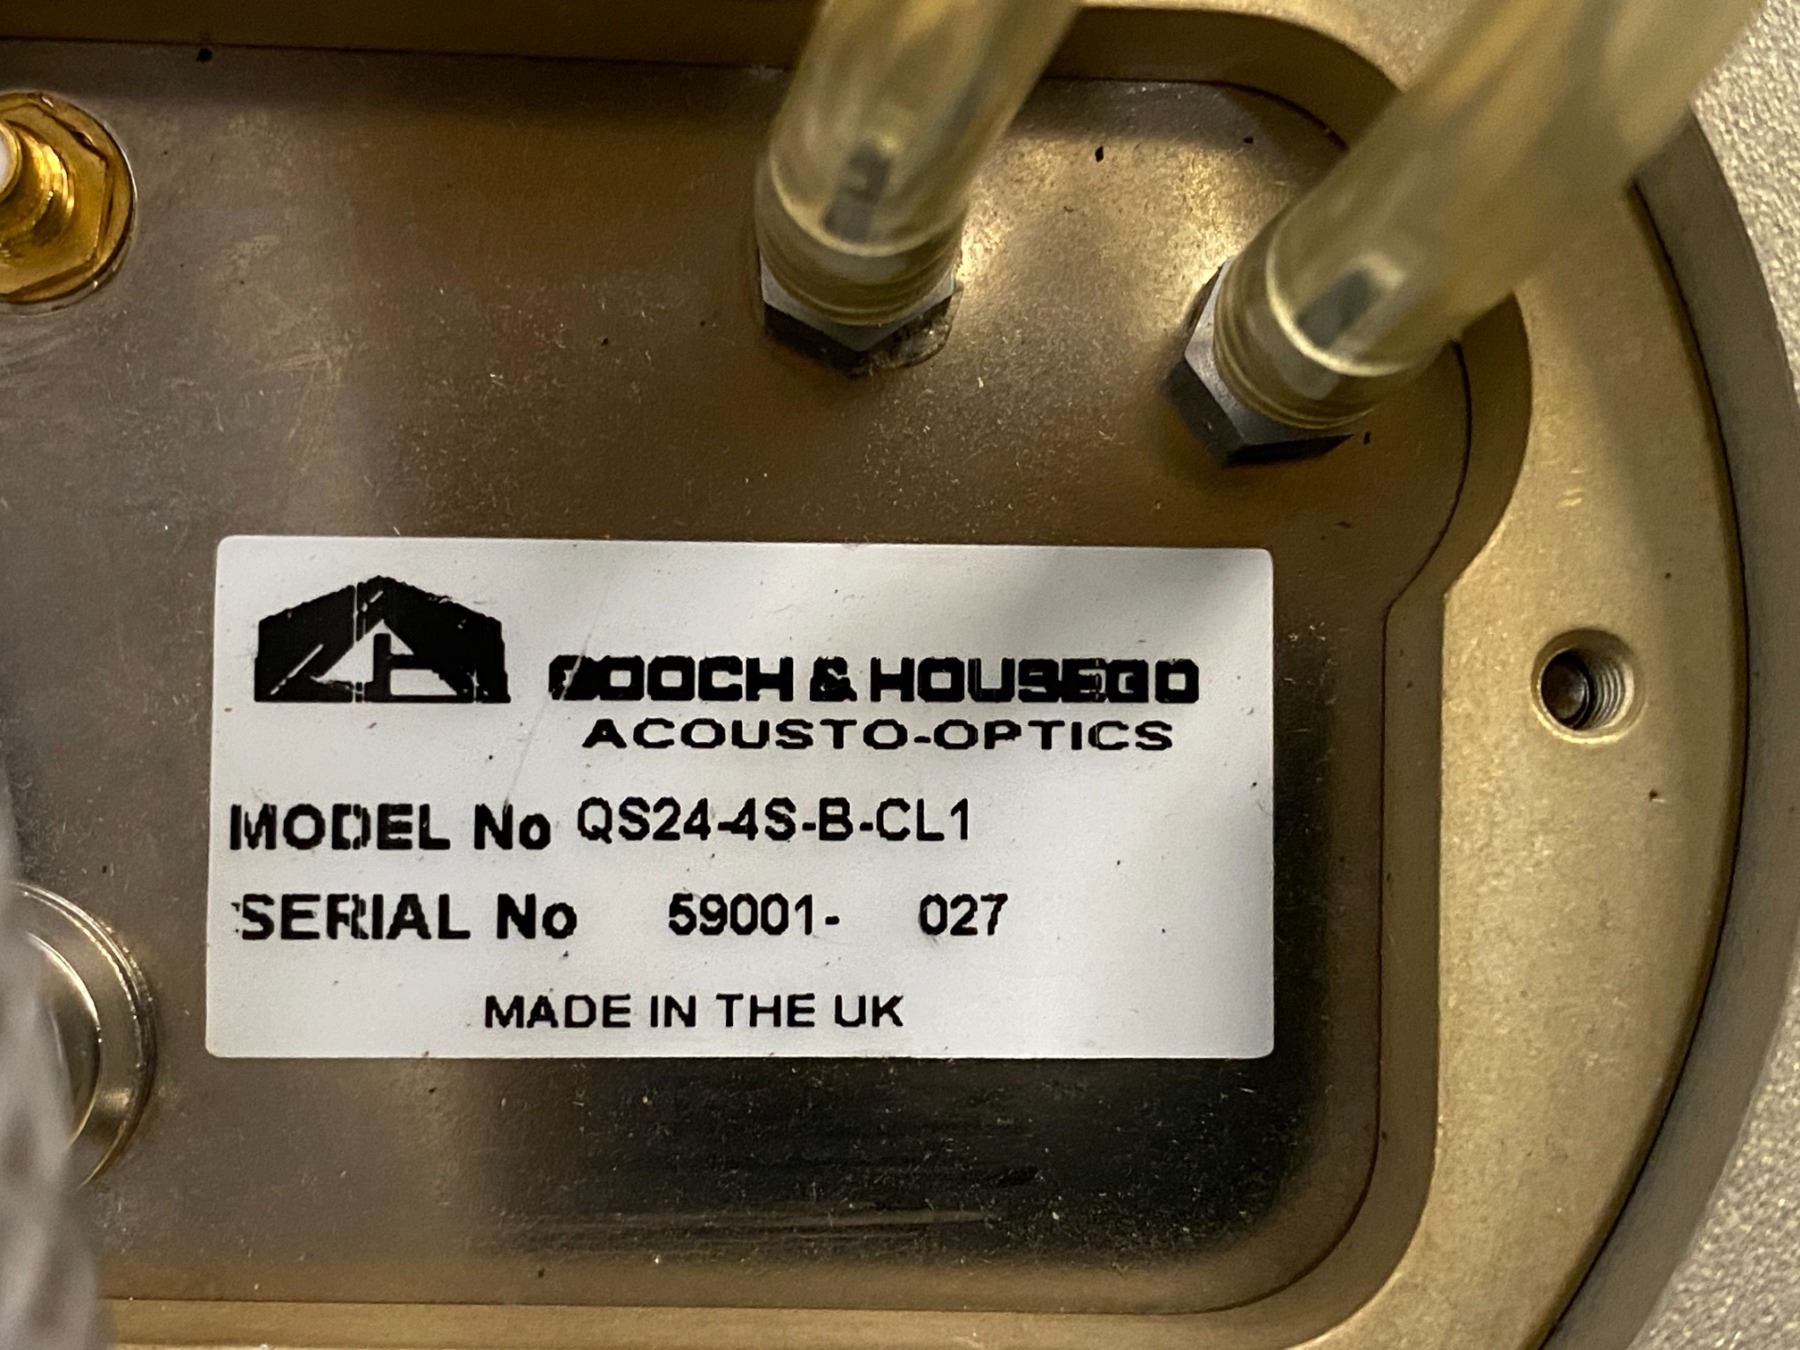 GOOCH & HOUSEGO
ACOUSTO-OPTICS
MODEL No QS24-4S-B-CL1
SERIAL No 59001- 027
MADE IN THE UK